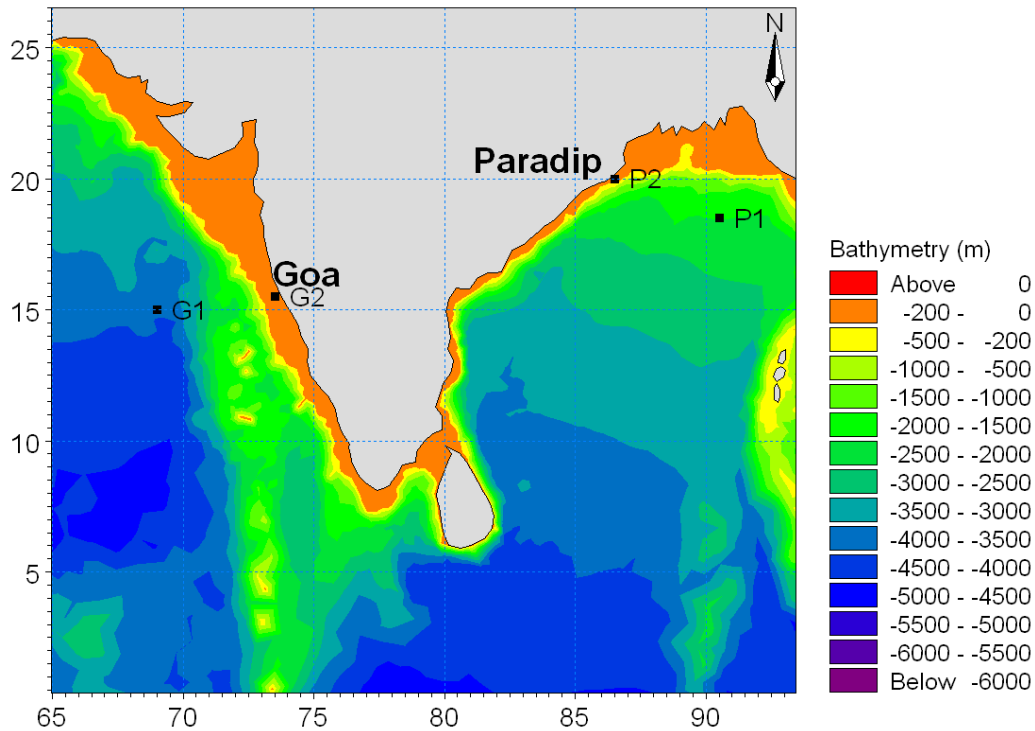 N
25
20
15
10
5
65
70
75
80
85
90
Paradip
P2
P1
Goa
G2
G1
Bathymetry (m)
Above 0
-200 - 0
-500 - -200
-1000 - -500
-1500 - -1000
-2000 - -1500
-2500 - -2000
-3000 - -2500
-3500 - -3000
-4000 - -3500
-4500 - -4000
-5000 - -4500
-5500 - -5000
-6000 - -5500
Below -6000